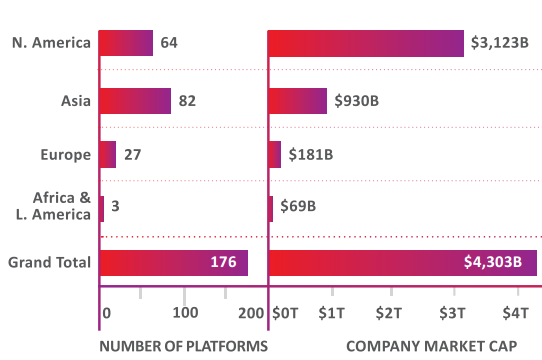 N. America 64 $3,123B
Asia 82 $930B
Europe 27 $181B
Africa &
L. America 3 $69B
Grand Total 176 $4,303B
0 100 200 $0T $1T $2T $3T $4T
NUMBER OF PLATFORMS COMPANY MARKET CAP